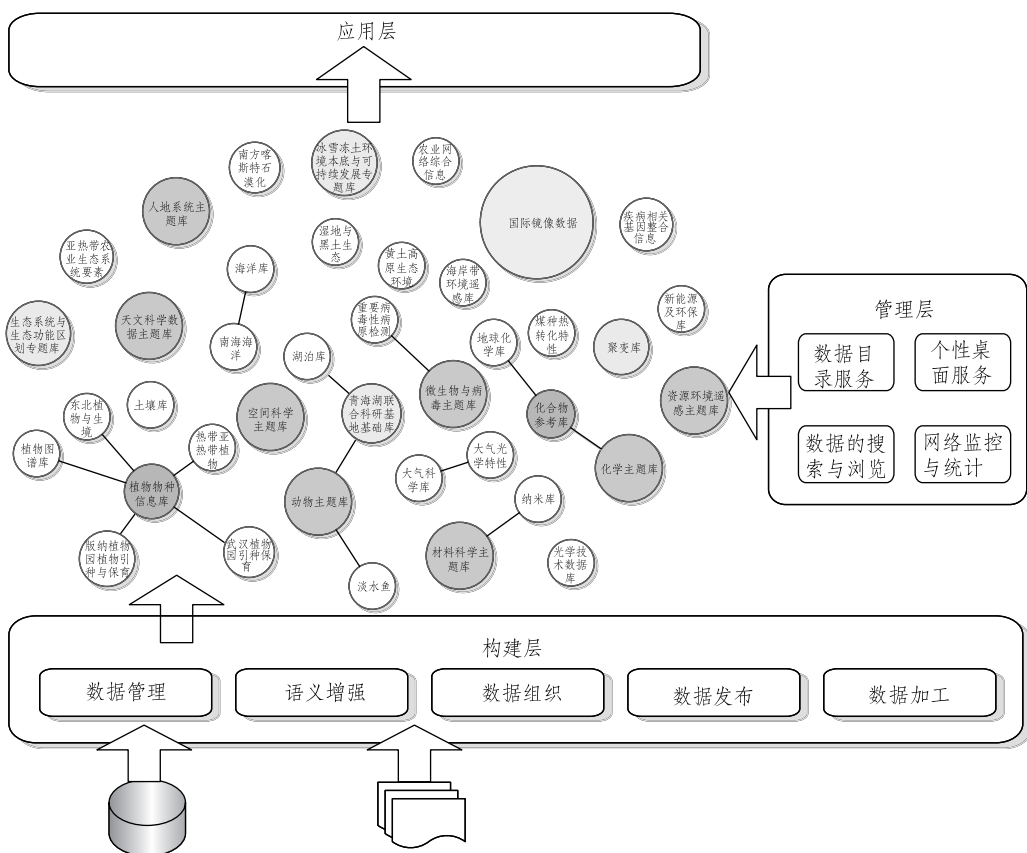 应用层
南方喀
斯特石
漠化
冰雪冻土环
境本底与可
持续发展专
题库
农业网
络综合
信息
人地系统主
题库
国际镜像数据
疾病相关
基因整合
信息
亚热带农
业生态系
统要素
海洋库
湿地与
黑土生
态
黄土高
原生态
环境
海岸带
环境遥
感库
新能源
及环保
库
生态系统与
生态功能区
划专题库
天文科学数
据主题库
南海海
洋
湖泊库
重要病
毒性病
原检测
地球化
学库
煤种热
转化特
性
聚变库
管理层
数据目
录服务
个性桌
面服务
数据的搜
索与浏览
网络监控
与统计
东北植
物与生
境
土壤库
空间科学
主题库
青海湖联
合科研基
地基础库
微生物与病
毒主题库
化合物
参考库
资源环境遥
感主题库
植物图
谱库
热带亚
热带植
物
植物物种
信息库
动物主题库
大气科
学库
大气光
学特性
化学主题库
纳米库
版纳植物
园植物引
种与保育
武汉植物
园引种保
育
淡水鱼
材料科学主
题库
光学技
术数据
库
构建层
数据管理
语义增强
数据组织
数据发布
数据加工